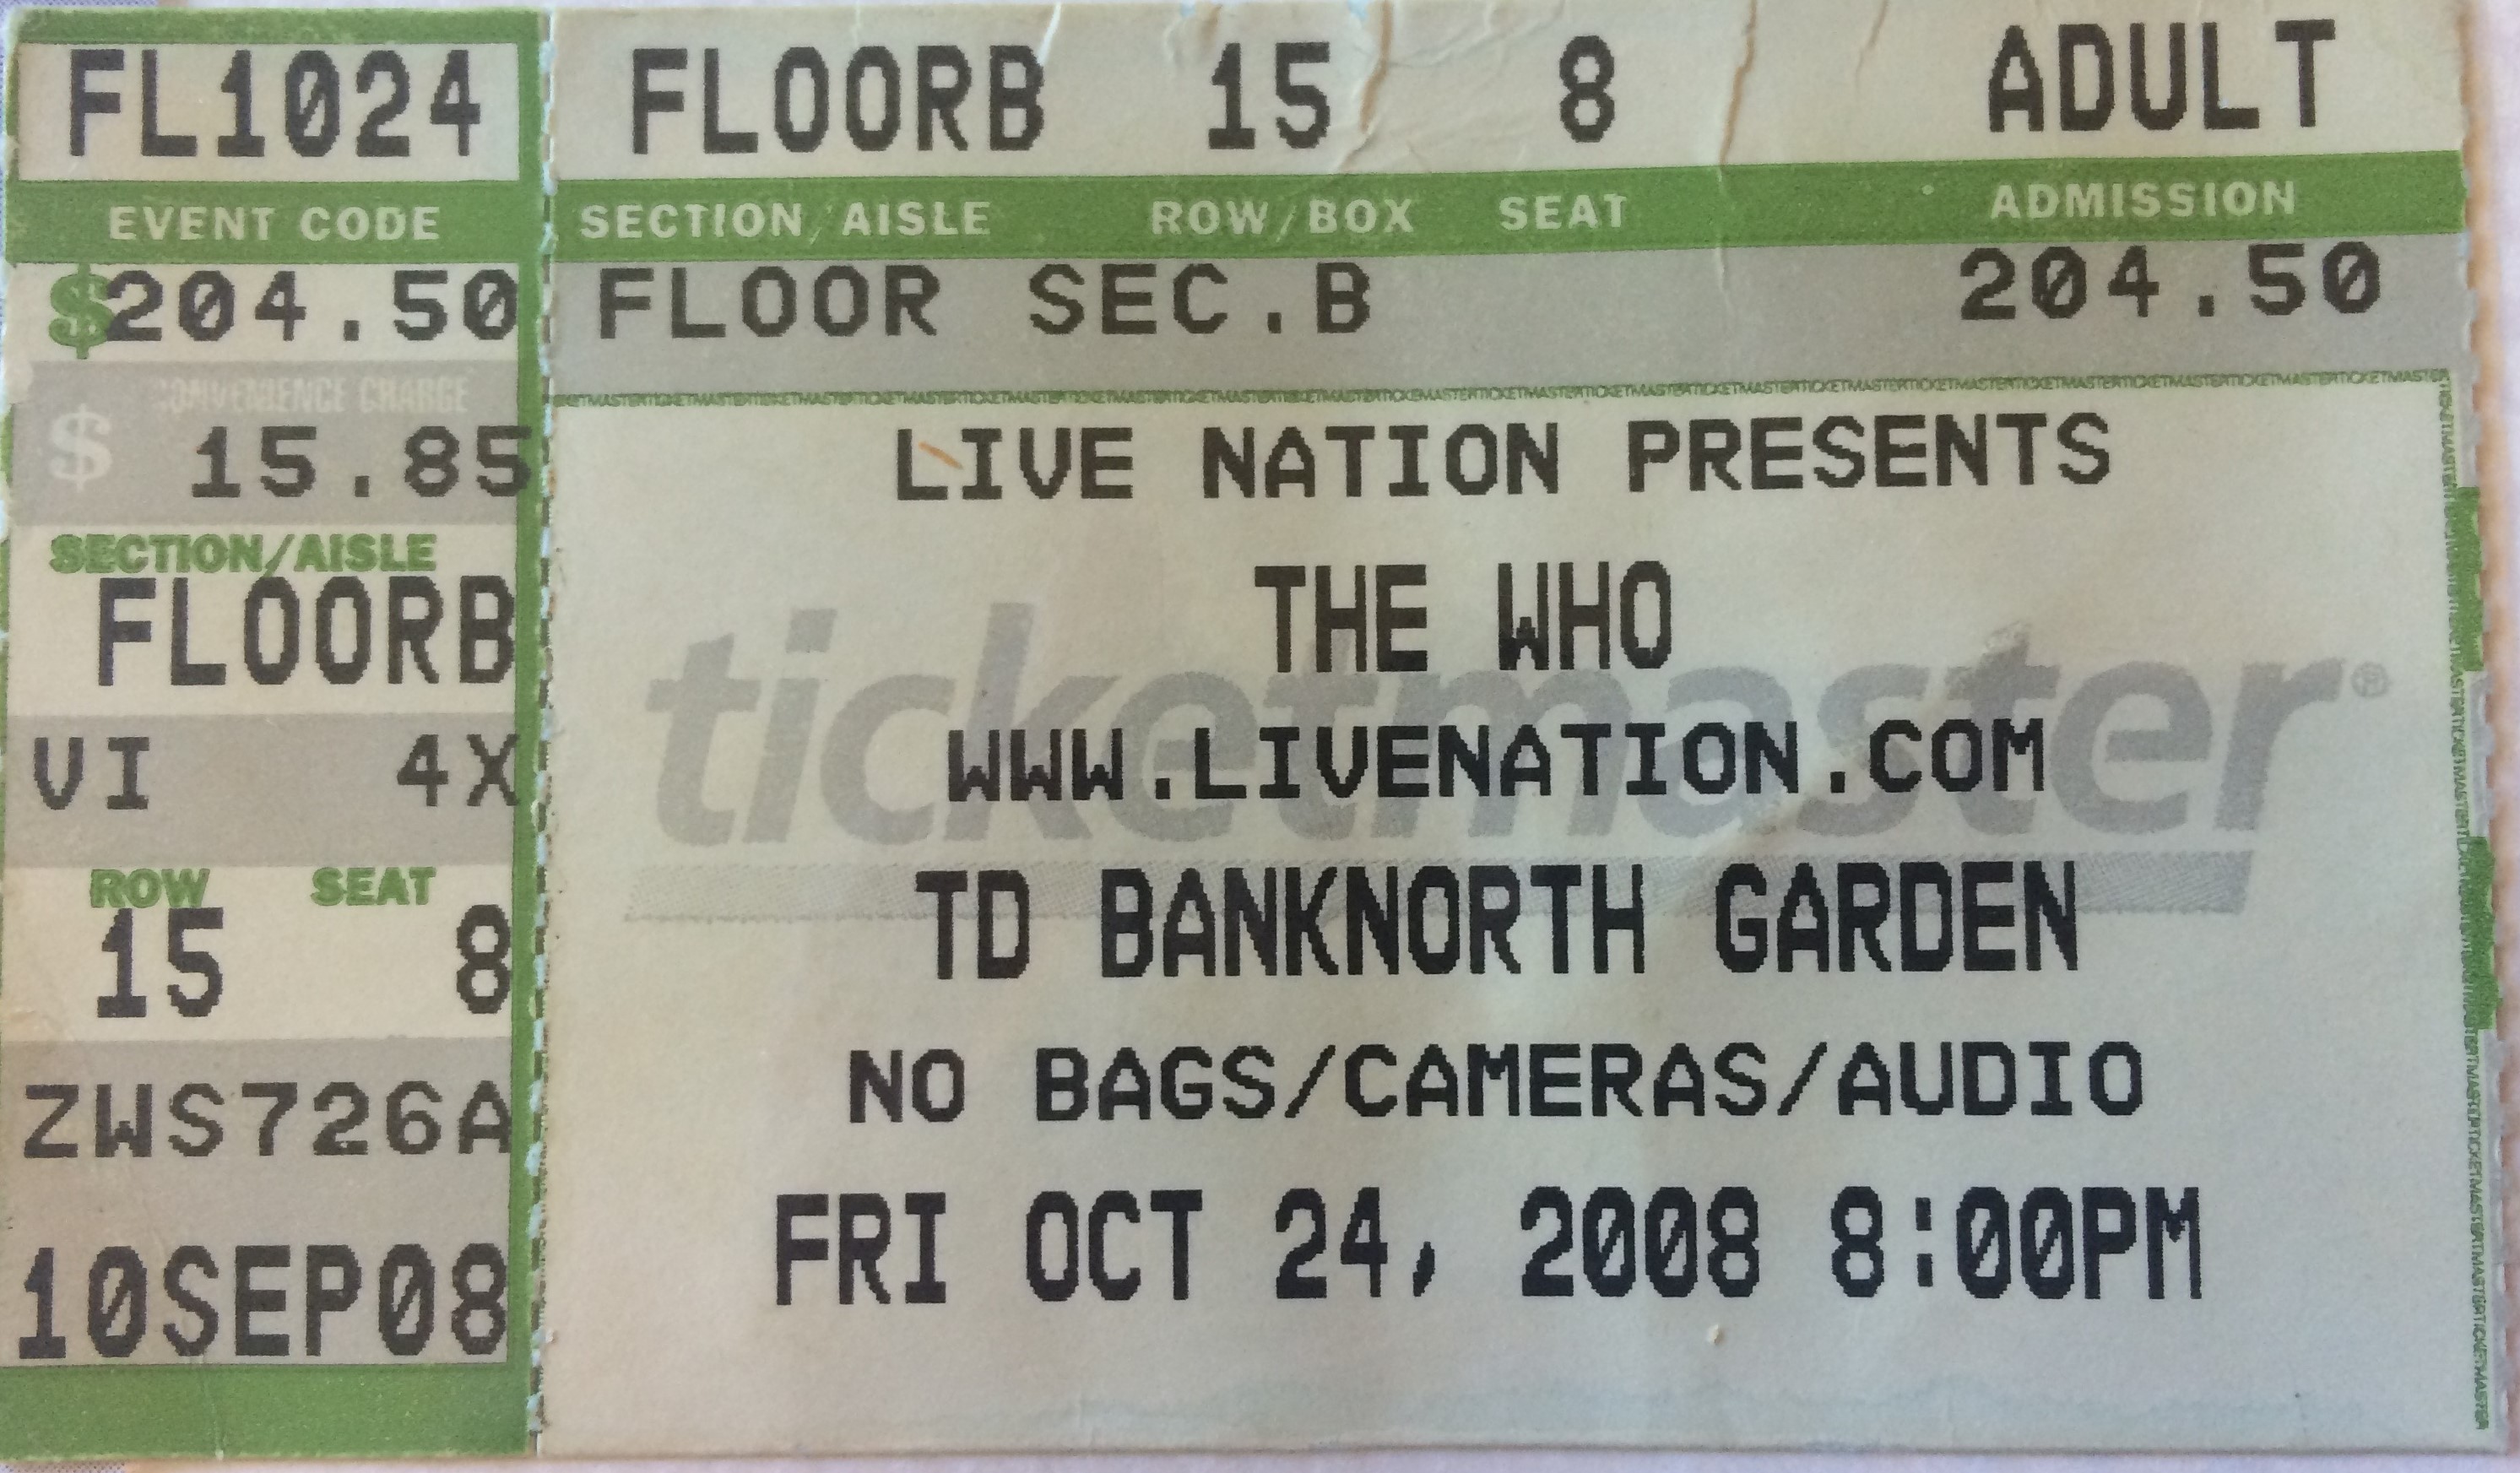 FL1024
EVENT CODE
$204.50
CONVENIENCE CHARGE
$ 15.85
SECTION/AISLE
FLOORB
VI 4X
ROW SEAT
15 8
ZWS726A
10SEP08
FLOORB 15 8 ADULT
SECTION/AISLE ROW/BOX SEAT ADMISSION
FLOOR SEC.B 204.50
TICKETMASTERTICKETMASTERTICKETMASTERTICKETMASTER
LIVE NATION PRESENTS
THE WHO
ticketmaster®
WWW.LIVENATION.COM
TD BANKNORTH GARDEN
NO BAGS/CAMERAS/AUDIO
FRI OCT 24, 2008 8:00PM